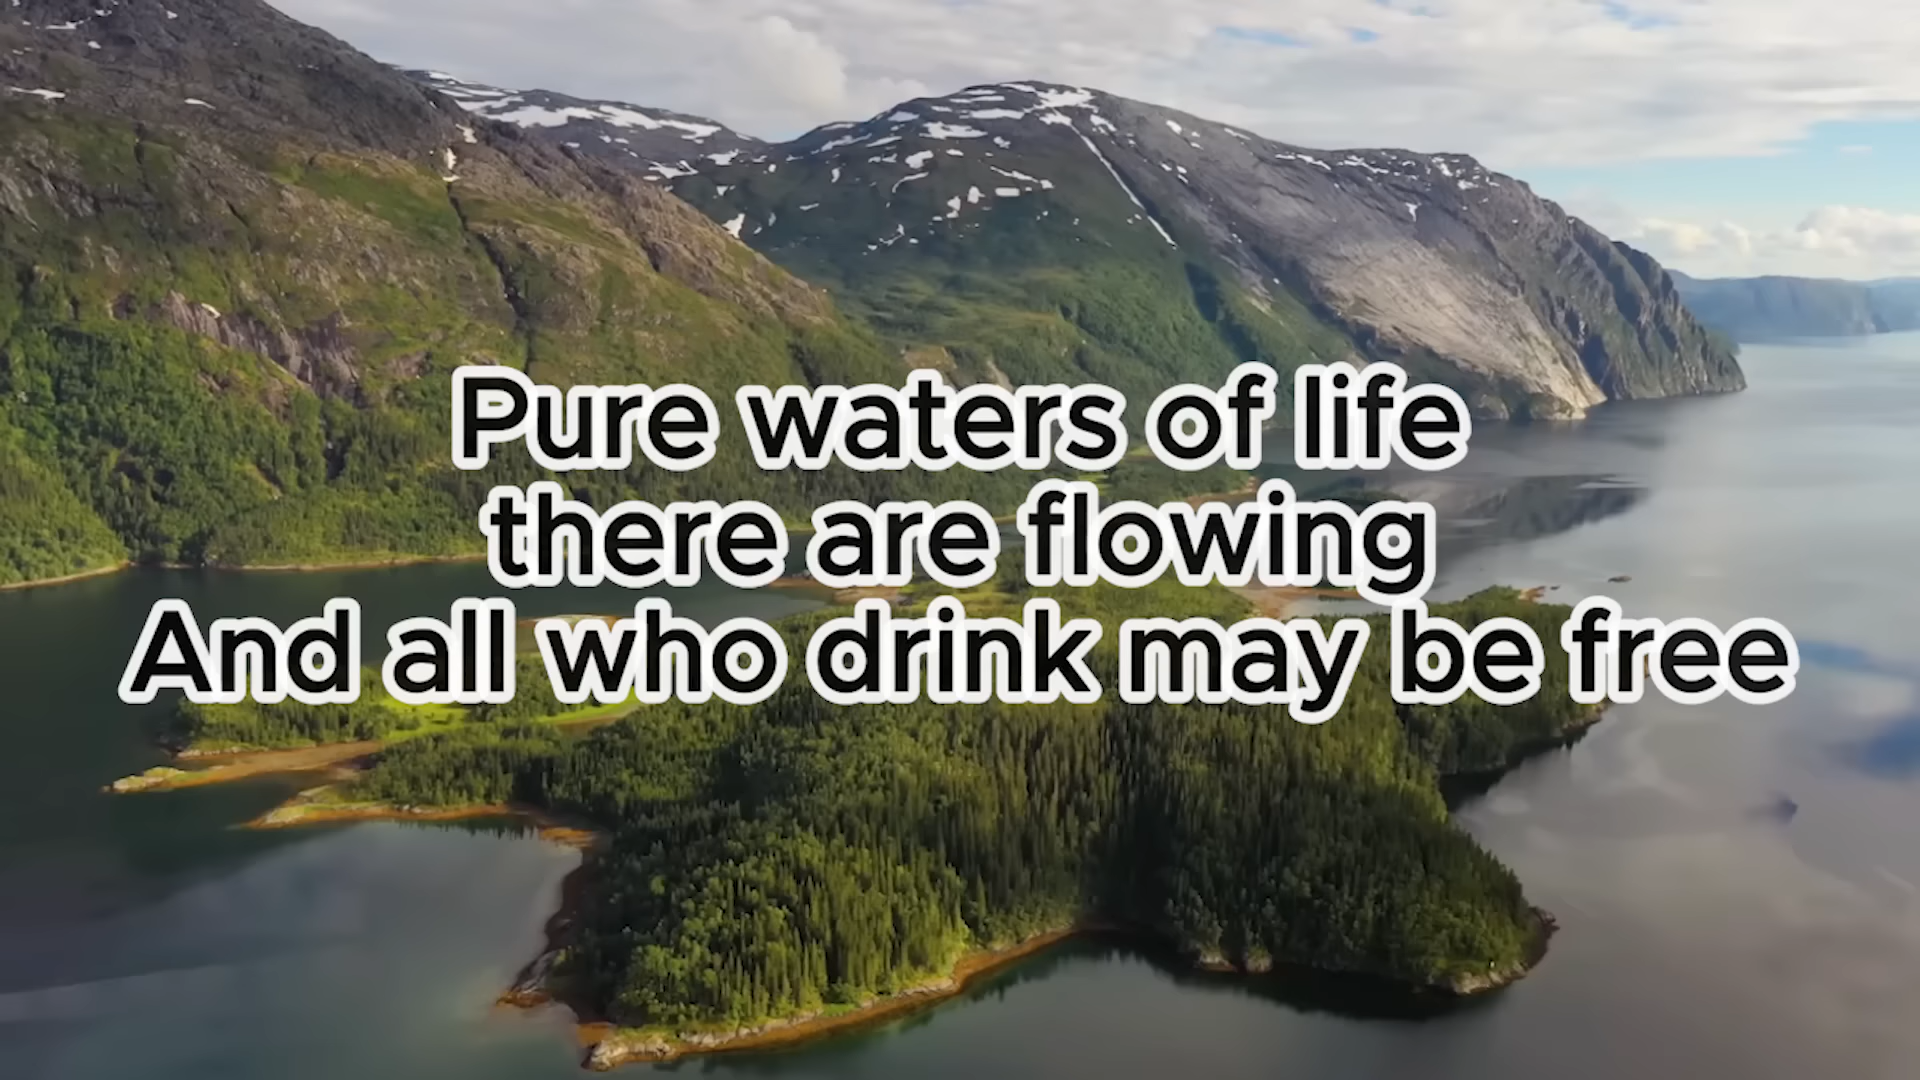 Pure waters of life
there are flowing
And all who drink may be free